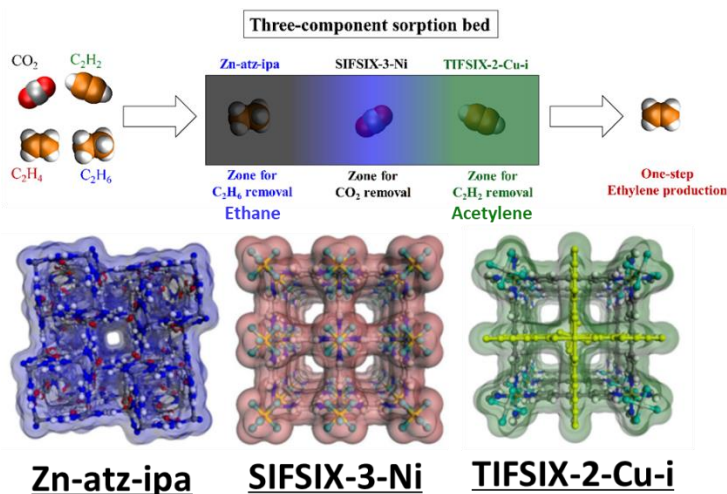 Three-component sorption bed
CO₂
C₂H₂
C₂H₄
C₂H₆
Zn-atz-ipa
SIFSIX-3-Ni
TIFSIX-2-Cu-i
Zone for
C₂H₆ removal
Ethane
Zone for
CO₂ removal
Zone for
C₂H₂ removal
Acetylene
One-step
Ethylene production
Zn-atz-ipa
SIFSIX-3-Ni
TIFSIX-2-Cu-i